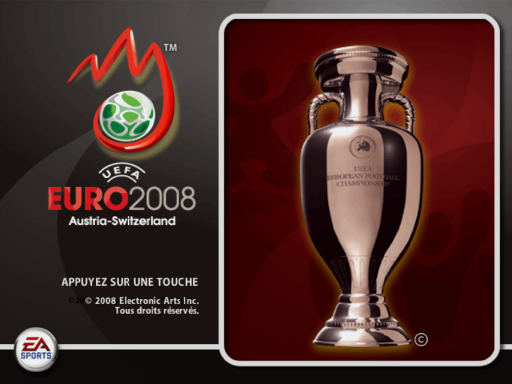 TM
UEFA
EURO2008
Austria-Switzerland
APPUYEZ SUR UNE TOUCHE
© 2008 Electronic Arts Inc.
Tous droits réservés.
EA
SPORTS
UEFA
EUROPEAN FOOTBALL
CHAMPIONSHIP
©